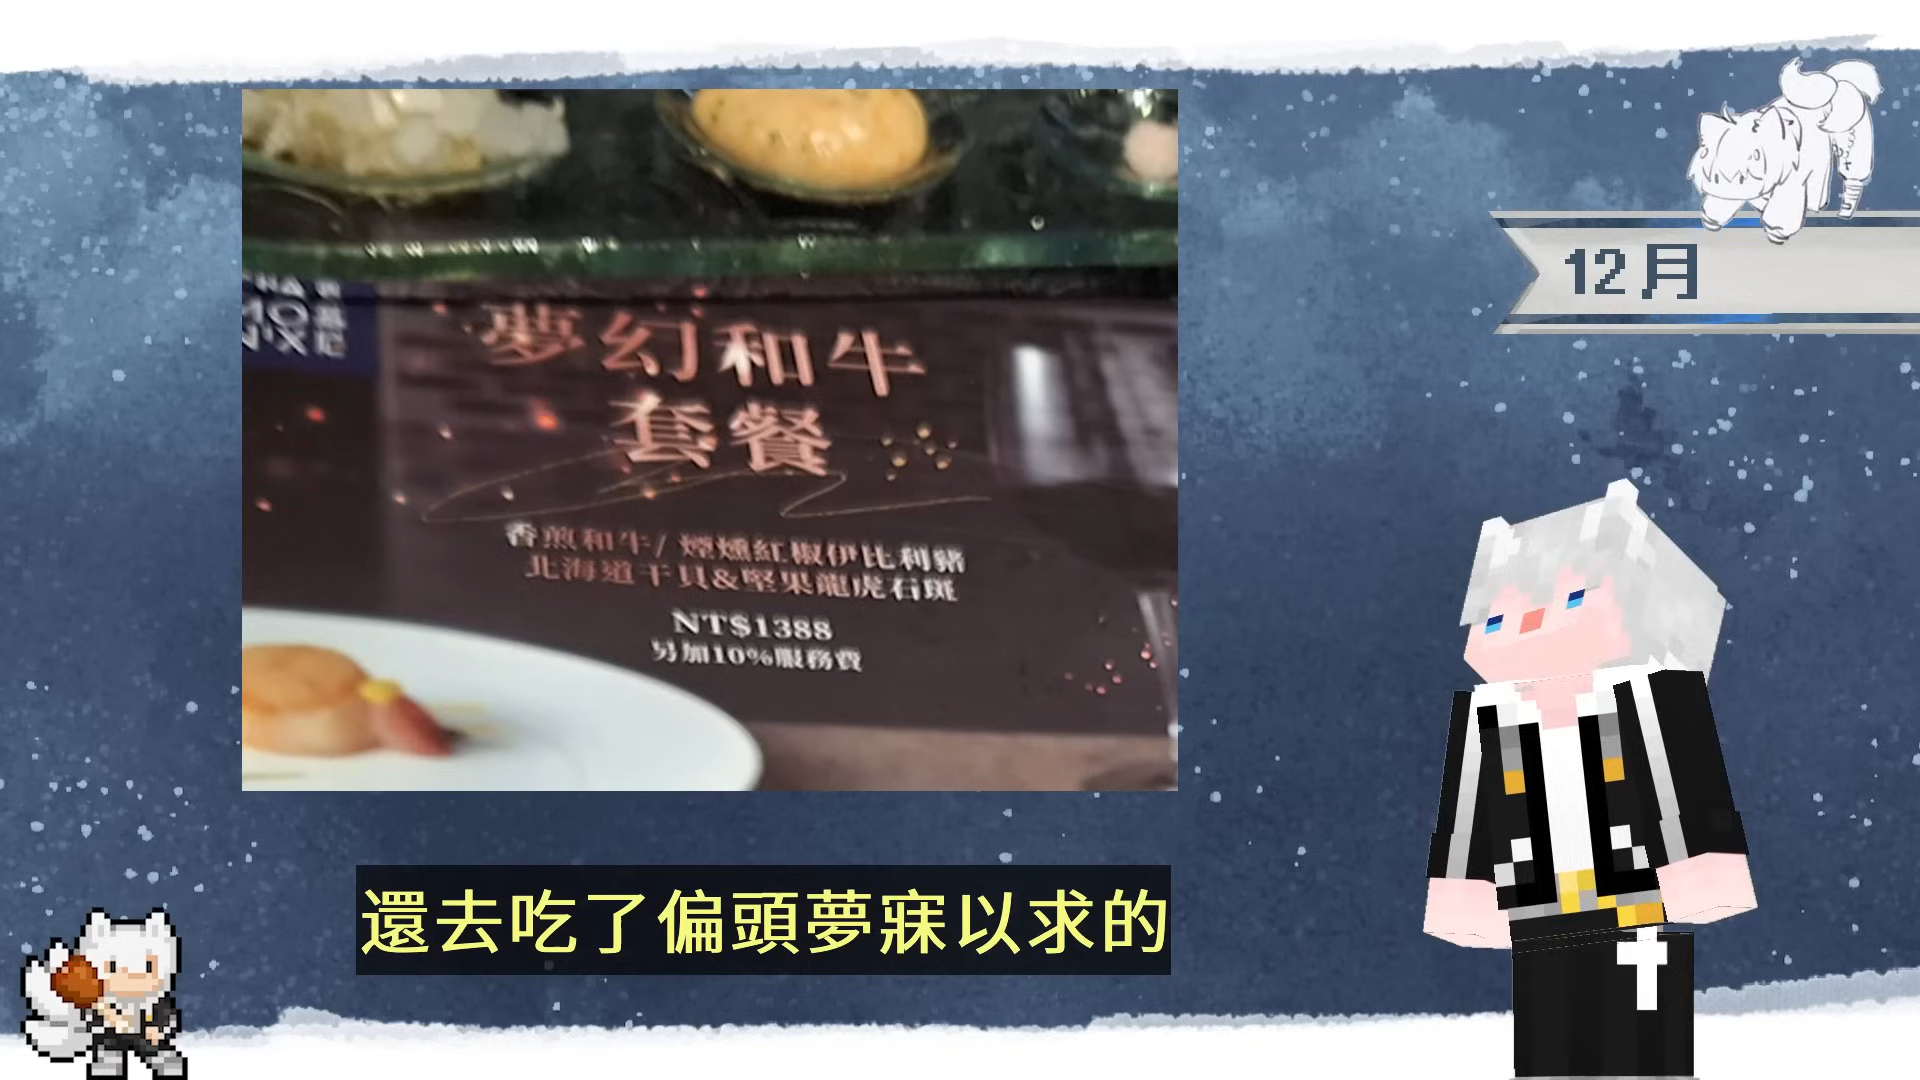 12月
夢幻和牛
套餐
香煎和牛/ 煙燻紅椒伊比利豬
北海道干貝&堅果龍虎石斑
NT$1388
另加10%服務費
還去吃了偏頭夢寐以求的